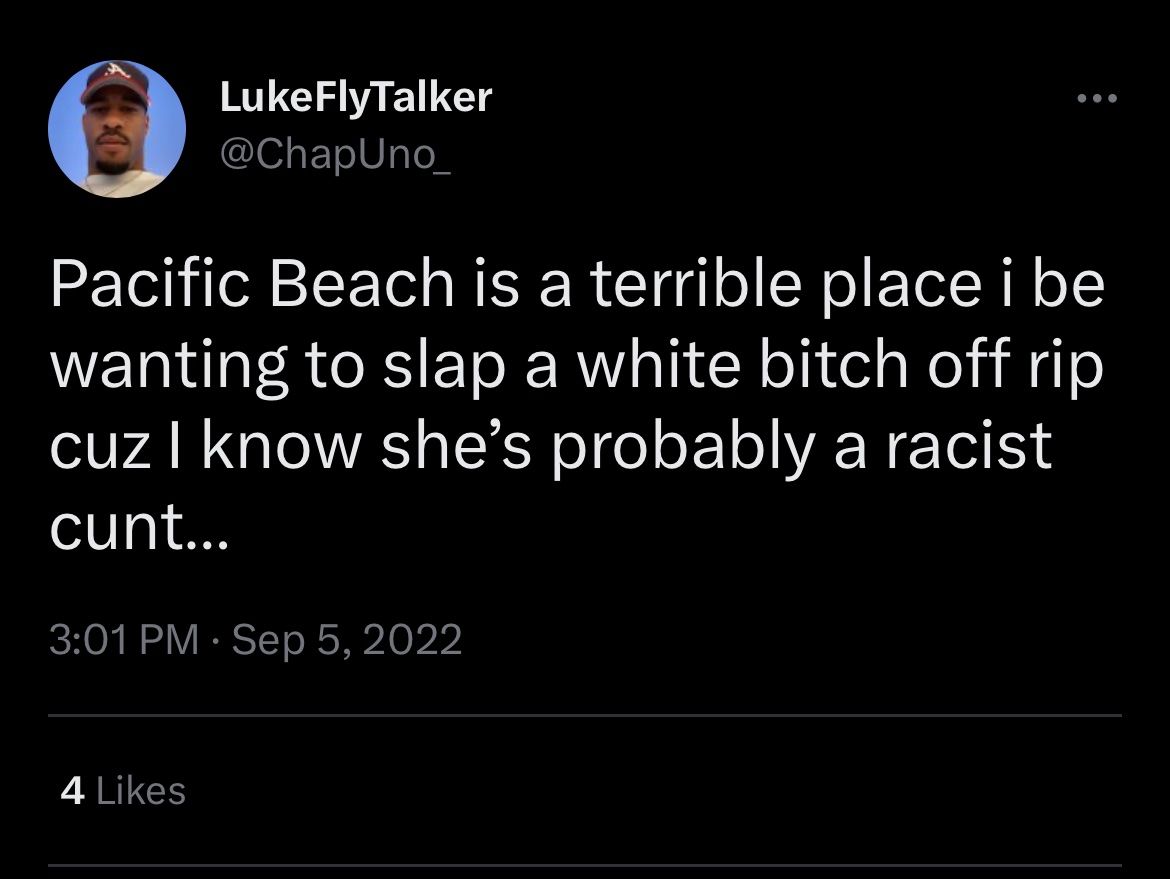 LukeFlyTalker
@ChapUno_
Pacific Beach is a terrible place i be
wanting to slap a white bitch off rip
cuz I know she’s probably a racist
cunt...
3:01 PM · Sep 5, 2022
4 Likes